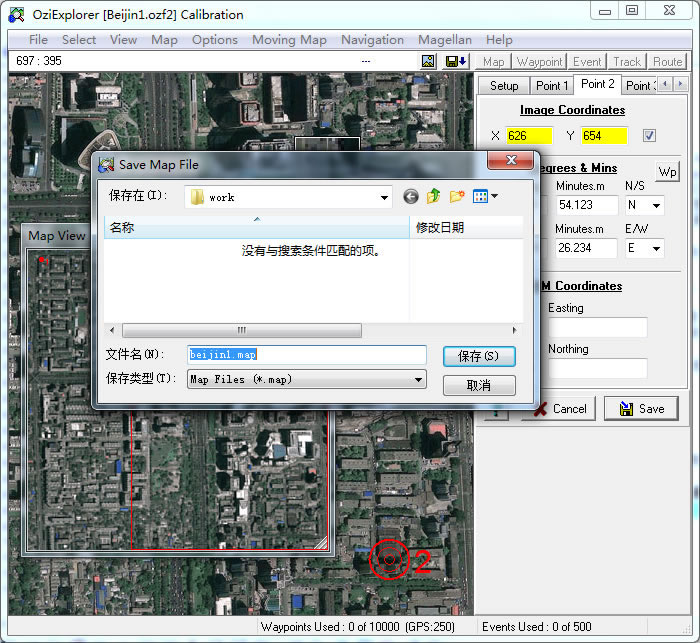 OziExplorer [Beijin1.ozf2] Calibration
File Select View Map Options Moving Map Navigation Magellan Help
697 : 395 --- Map Waypoint Event Track Route
Setup Point 1 Point 2 Point
Image Coordinates
X 626 Y 654
Save Map File
egrees & Mins Wp
保存在(I): work
Minutes.m N/S
54.123 N
名称 修改日期
Minutes.m E/W
Map View
没有与搜索条件匹配的项。
26.234 E
M Coordinates
Easting
Northing
文件名(N): beijin1.map 保存(S)
保存类型(T): Map Files (*.map) 取消
Cancel Save
2
Waypoints Used : 0 of 10000 (GPS:250) Events Used : 0 of 500